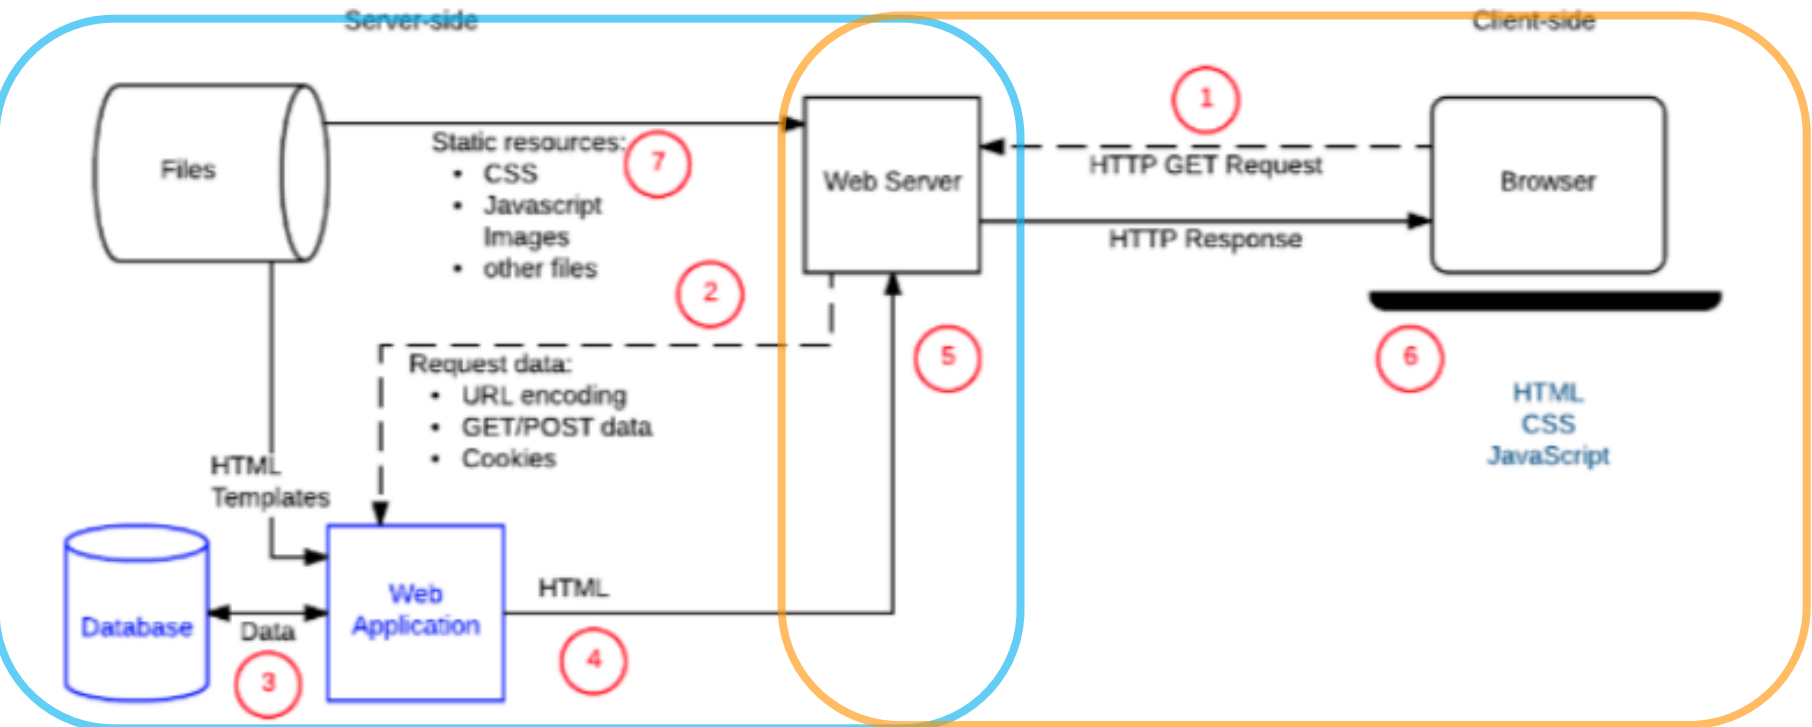 Server-side
Client-side
Files
Static resources:
• CSS
• Javascript
Images
• other files
7
Web Server
1
HTTP GET Request
HTTP Response
Browser
2
Request data:
• URL encoding
• GET/POST data
• Cookies
5
6
HTML
CSS
JavaScript
HTML
Templates
Database
Data
3
Web
Application
HTML
4